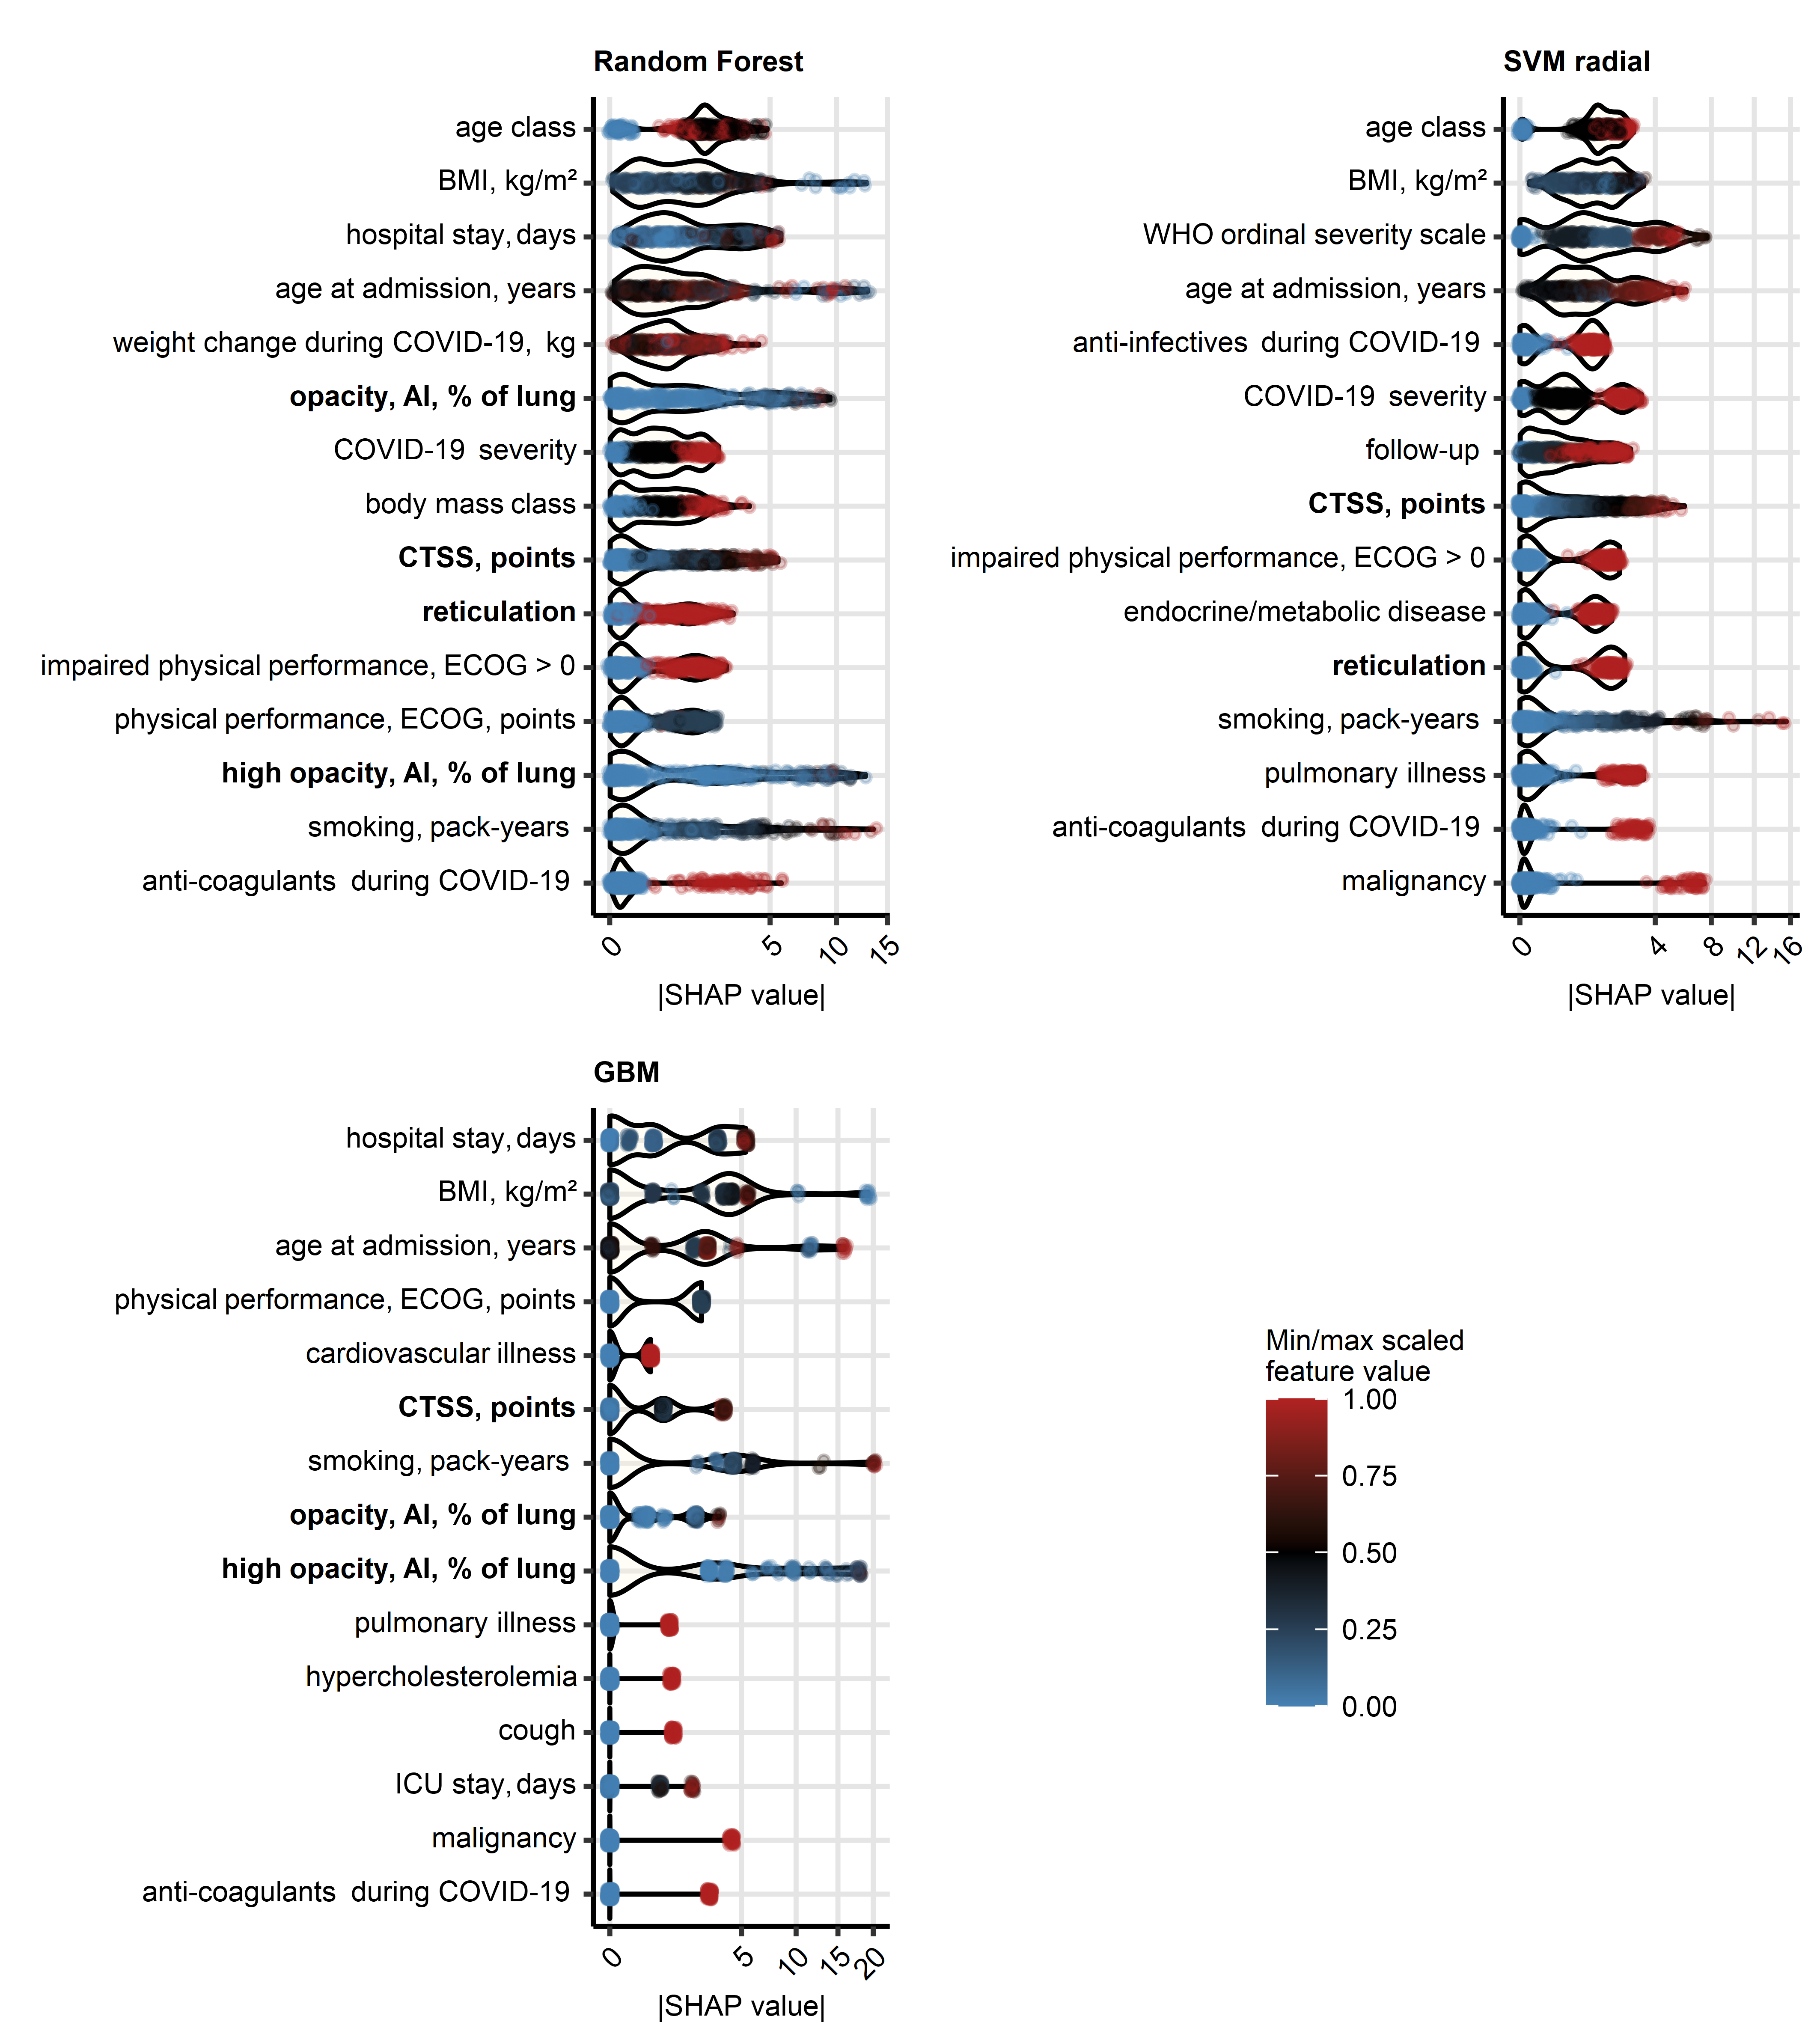 Random Forest
age class
BMI, kg/m²
hospital stay, days
age at admission, years
weight change during COVID-19, kg
opacity, AI, % of lung
COVID-19 severity
body mass class
CTSS, points
reticulation
impaired physical performance, ECOG > 0
physical performance, ECOG, points
high opacity, AI, % of lung
smoking, pack-years
anti-coagulants during COVID-19
0 5 10 15
|SHAP value|
SVM radial
age class
BMI, kg/m²
WHO ordinal severity scale
age at admission, years
anti-infectives during COVID-19
COVID-19 severity
follow-up
CTSS, points
impaired physical performance, ECOG > 0
endocrine/metabolic disease
reticulation
smoking, pack-years
pulmonary illness
anti-coagulants during COVID-19
malignancy
0 4 8 12 16
|SHAP value|
GBM
hospital stay, days
BMI, kg/m²
age at admission, years
physical performance, ECOG, points
cardiovascular illness
CTSS, points
smoking, pack-years
opacity, AI, % of lung
high opacity, AI, % of lung
pulmonary illness
hypercholesterolemia
cough
ICU stay, days
malignancy
anti-coagulants during COVID-19
0 5 10 15 20
|SHAP value|
Min/max scaled
feature value
1.00
0.75
0.50
0.25
0.00